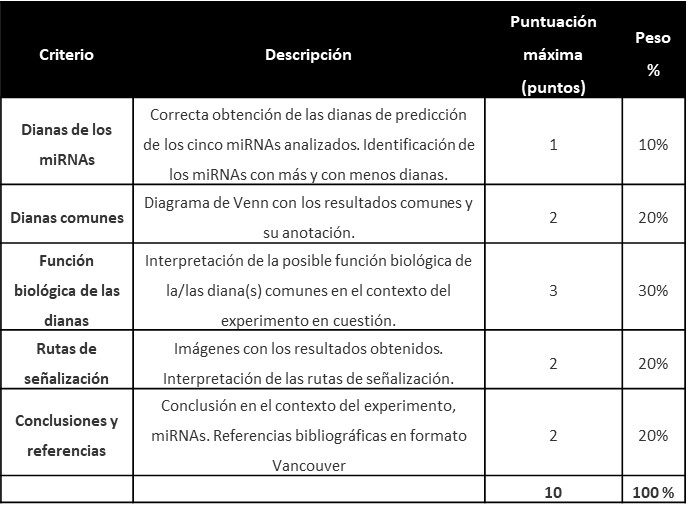 Criterio
Descripción
Puntuación
máxima
(puntos)
Peso
%
Dianas de los
miRNAs
Correcta obtención de las dianas de predicción
de los cinco miRNAs analizados. Identificación de
los miRNAs con más y con menos dianas.
1
10%
Dianas comunes
Diagrama de Venn con los resultados comunes y
su anotación.
2
20%
Función
biológica de las
dianas
Interpretación de la posible función biológica de
la/las diana(s) comunes en el contexto del
experimento en cuestión.
3
30%
Rutas de
señalización
Imágenes con los resultados obtenidos.
Interpretación de las rutas de señalización.
2
20%
Conclusiones y
referencias
Conclusión en el contexto del experimento,
miRNAs. Referencias bibliográficas en formato
Vancouver
2
20%
10
100 %